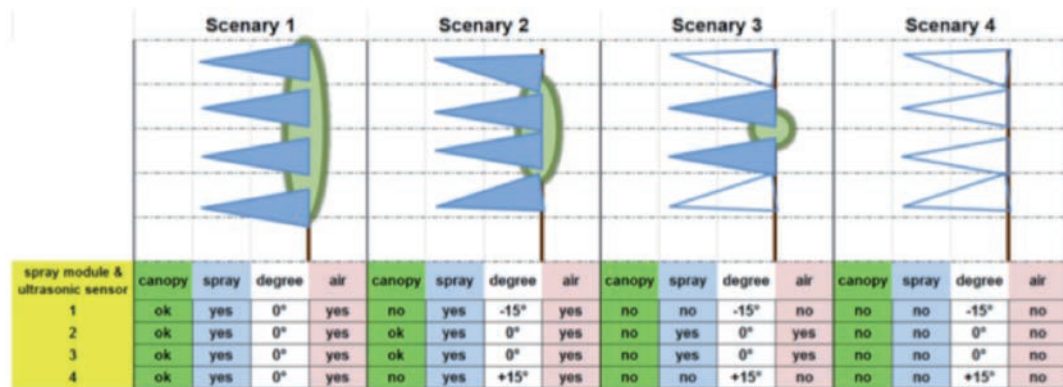 Scenary 1 Scenary 2 Scenary 3 Scenary 4
spray module & ultrasonic sensor canopy spray degree air canopy spray degree air canopy spray degree air canopy spray degree air
1 ok yes 0° yes no yes -15° yes no no -15° no no no -15° no
2 ok yes 0° yes ok yes 0° yes no yes 0° yes no no 0° no
3 ok yes 0° yes ok yes 0° yes no yes 0° yes no no 0° no
4 ok yes 0° yes no yes +15° yes no no +15° no no no +15° no